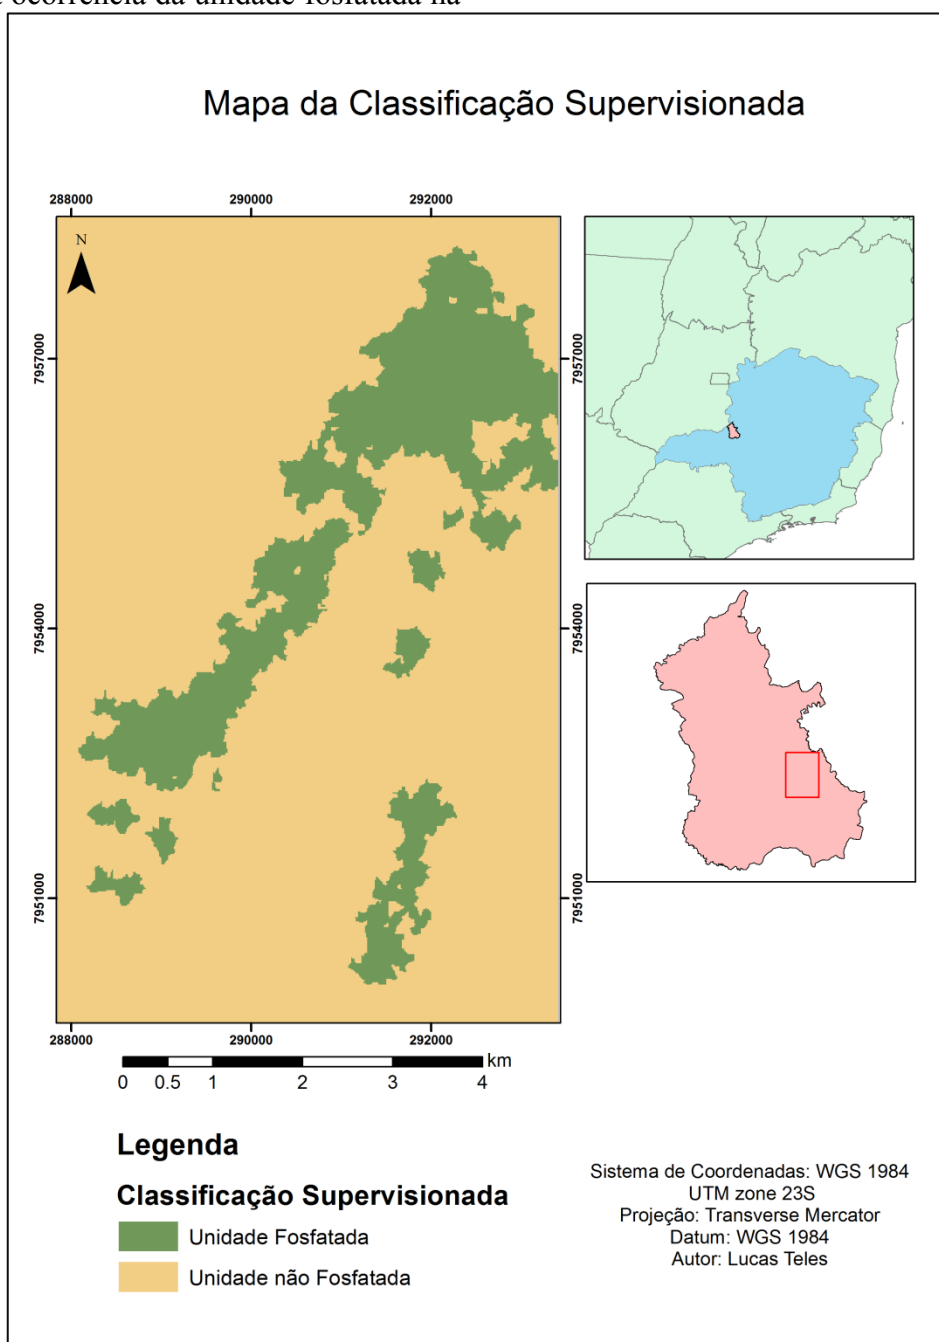 ocorrência da unidade fosfatada na
Mapa da Classificação Supervisionada
288000 290000 292000
N
7957000 7957000
7954000 7954000
7951000 7951000
288000 290000 292000
km
0 0.5 1 2 3 4
Legenda
Classificação Supervisionada
Unidade Fosfatada
Unidade não Fosfatada
Sistema de Coordenadas: WGS 1984
UTM zone 23S
Projeção: Transverse Mercator
Datum: WGS 1984
Autor: Lucas Teles